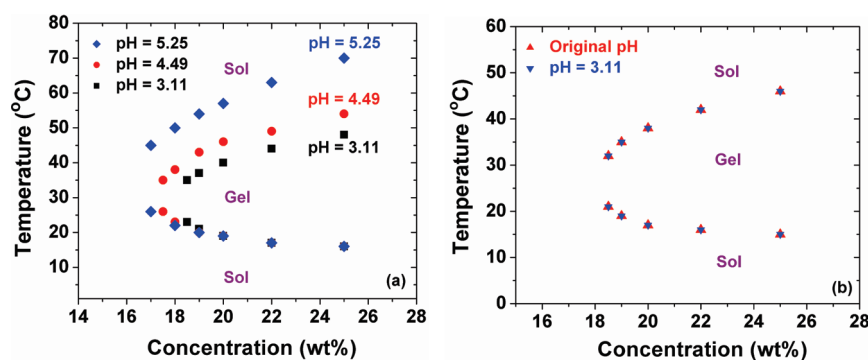 80
70
60
50
40
30
20
10
Temperature (°C)
pH = 5.25
pH = 4.49
pH = 3.11
Sol
pH = 5.25
pH = 4.49
pH = 3.11
Gel
Sol
(a)
14 16 18 20 22 24 26 28
Concentration (wt%)
60
50
40
30
20
10
0
Temperature (°C)
Original pH
pH = 3.11
Sol
Gel
Sol
(b)
16 18 20 22 24 26 28
Concentration (wt%)